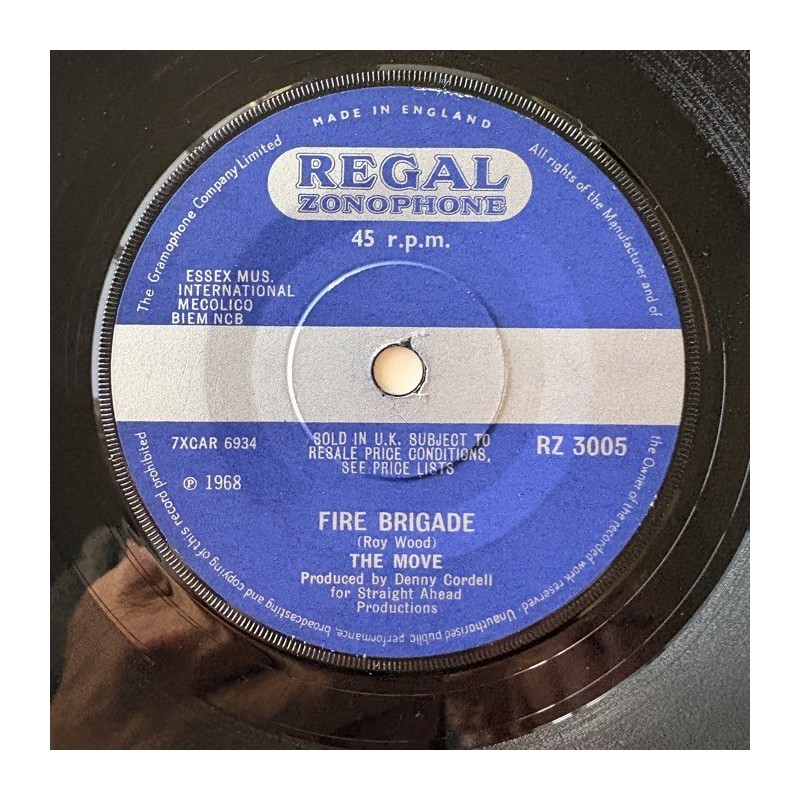 MADE IN ENGLAND
The Gramophone Company Limited
All rights of the Manufacturer and of
the Owner of the recorded work reserved · Unauthorised public performance, broadcasting and copying of this record prohibited
REGAL
ZONOPHONE
45 r.p.m.
ESSEX MUS.
INTERNATIONAL
MECOLICO
BIEM NCB
7XCAR 6934
SOLD IN U.K. SUBJECT TO
RESALE PRICE CONDITIONS,
SEE PRICE LISTS
RZ 3005
℗ 1968
FIRE BRIGADE
(Roy Wood)
THE MOVE
Produced by Denny Cordell
for Straight Ahead
Productions